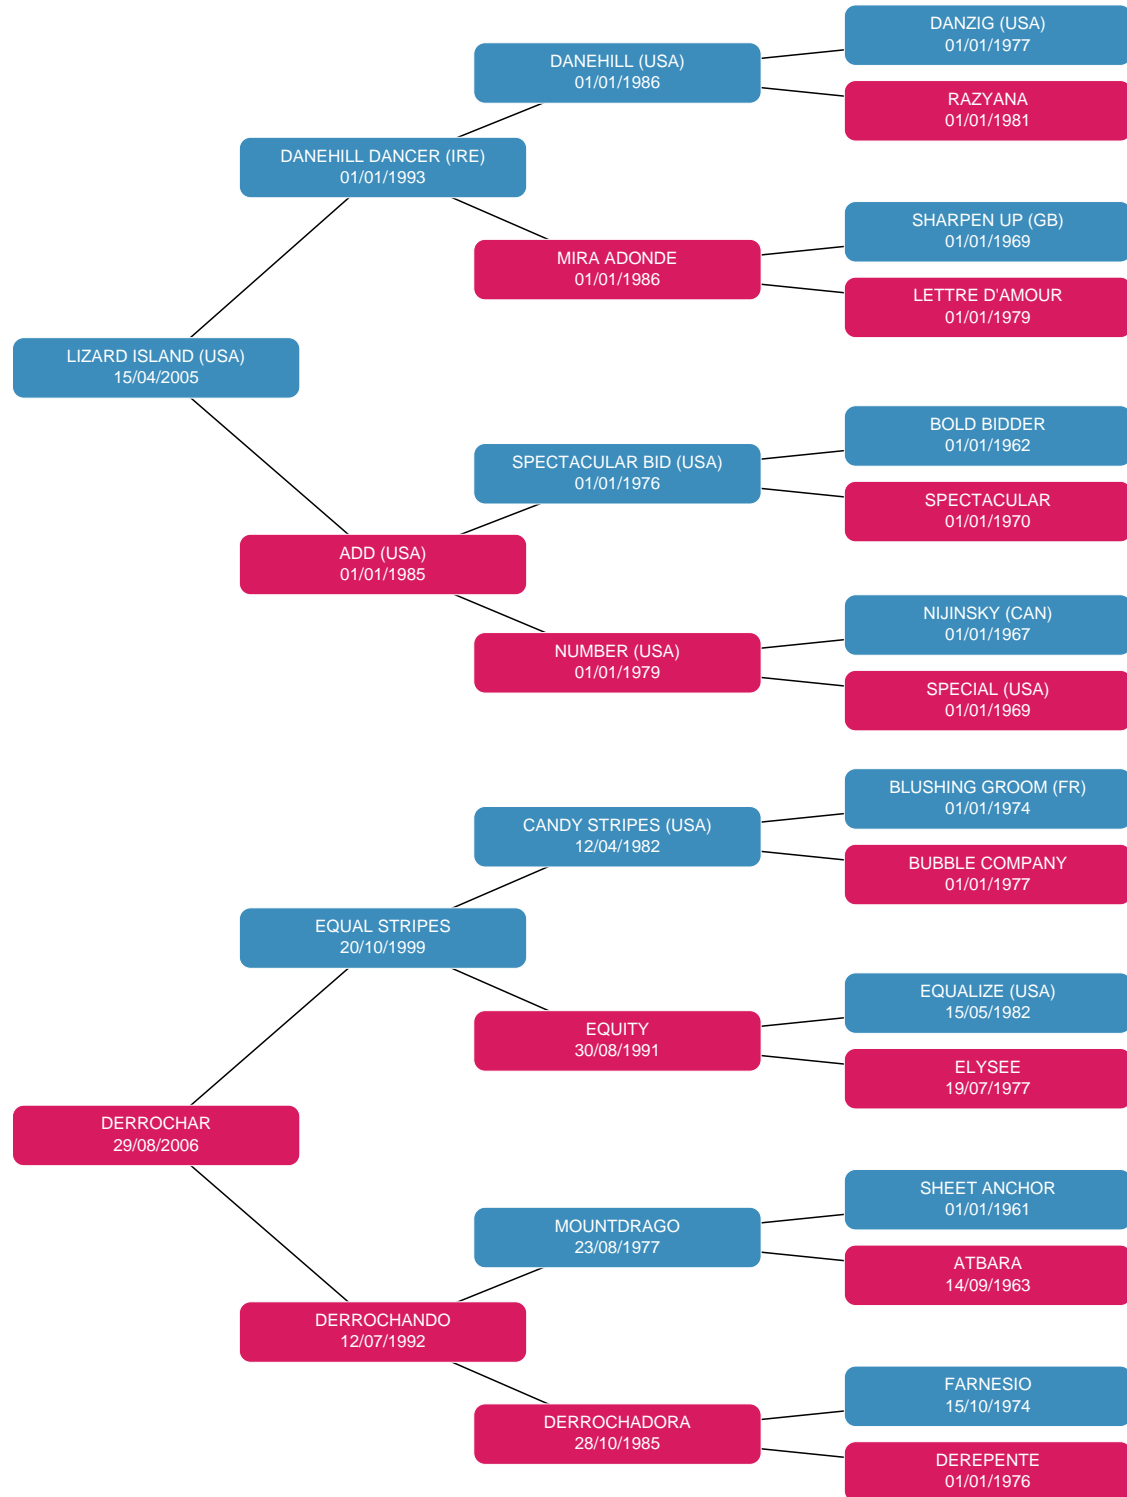 DANZIG (USA)
01/01/1977
DANEHILL (USA)
01/01/1986
RAZYANA
01/01/1981
DANEHILL DANCER (IRE)
01/01/1993
SHARPEN UP (GB)
01/01/1969
MIRA ADONDE
01/01/1986
LETTRE D'AMOUR
01/01/1979
LIZARD ISLAND (USA)
15/04/2005
BOLD BIDDER
01/01/1962
SPECTACULAR BID (USA)
01/01/1976
SPECTACULAR
01/01/1970
ADD (USA)
01/01/1985
NIJINSKY (CAN)
01/01/1967
NUMBER (USA)
01/01/1979
SPECIAL (USA)
01/01/1969
BLUSHING GROOM (FR)
01/01/1974
CANDY STRIPES (USA)
12/04/1982
BUBBLE COMPANY
01/01/1977
EQUAL STRIPES
20/10/1999
EQUALIZE (USA)
15/05/1982
EQUITY
30/08/1991
ELYSEE
19/07/1977
DERROCHAR
29/08/2006
SHEET ANCHOR
01/01/1961
MOUNTDRAGO
23/08/1977
ATBARA
14/09/1963
DERROCHANDO
12/07/1992
FARNESIO
15/10/1974
DERROCHADORA
28/10/1985
DEREPENTE
01/01/1976